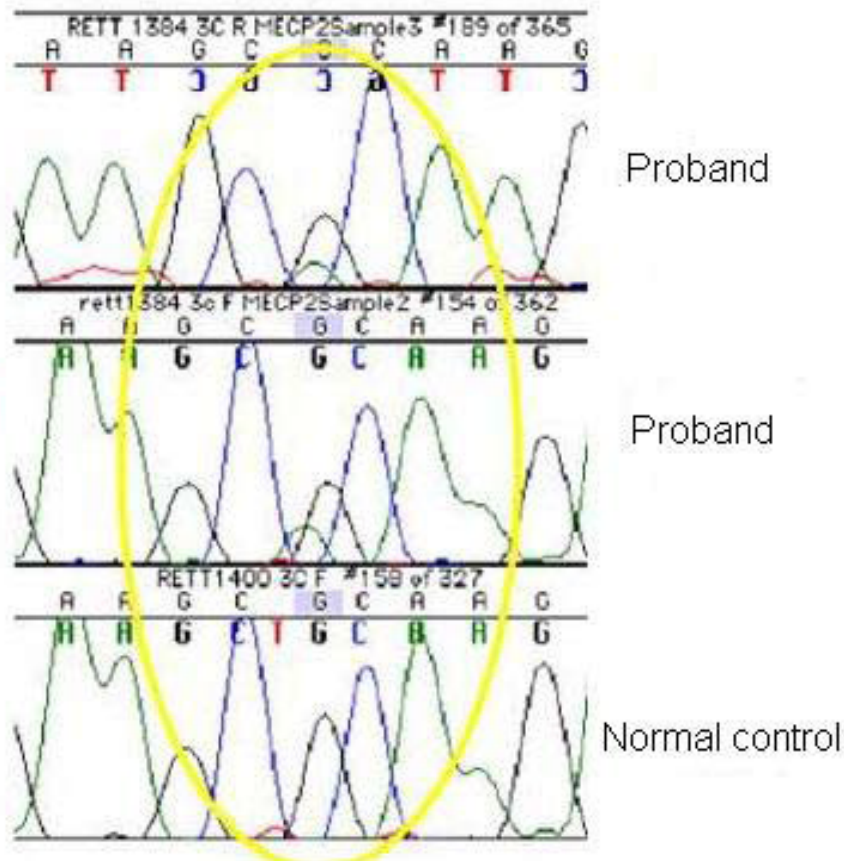 RETT 1384 3C R MECP2Sample3 #189 of 365
A A G C G C A A G
T T C G C G T T C
Proband
rett1384 3c F MECP2Sample2 #154 of 362
A A G C G C A A G
A A G C G C A A G
Proband
RETT1400 3C F #158 of 327
A A G C G C A A G
A A G C T G C A A G
Normal control